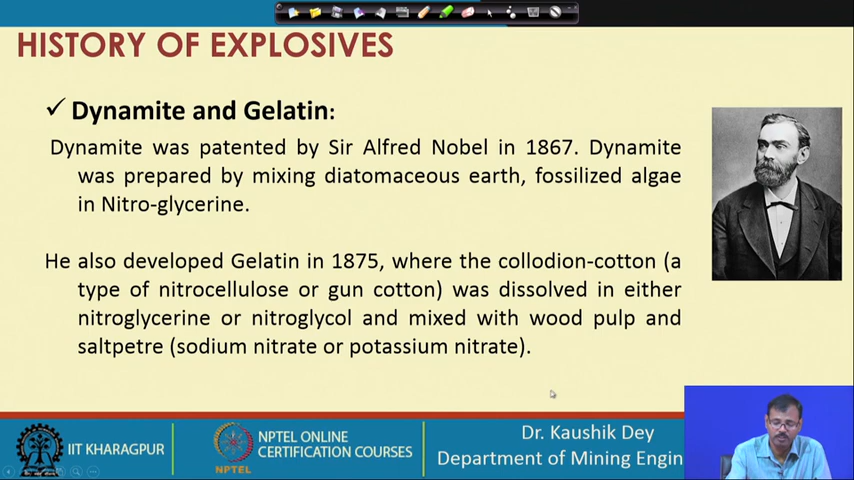 HISTORY OF EXPLOSIVES
✓ Dynamite and Gelatin:
Dynamite was patented by Sir Alfred Nobel in 1867. Dynamite
was prepared by mixing diatomaceous earth, fossilized algae
in Nitro-glycerine.
He also developed Gelatin in 1875, where the collodion-cotton (a
type of nitrocellulose or gun cotton) was dissolved in either
nitroglycerine or nitroglycol and mixed with wood pulp and
saltpetre (sodium nitrate or potassium nitrate).
IIT KHARAGPUR
NPTEL
NPTEL ONLINE
CERTIFICATION COURSES
Dr. Kaushik Dey
Department of Mining Engin